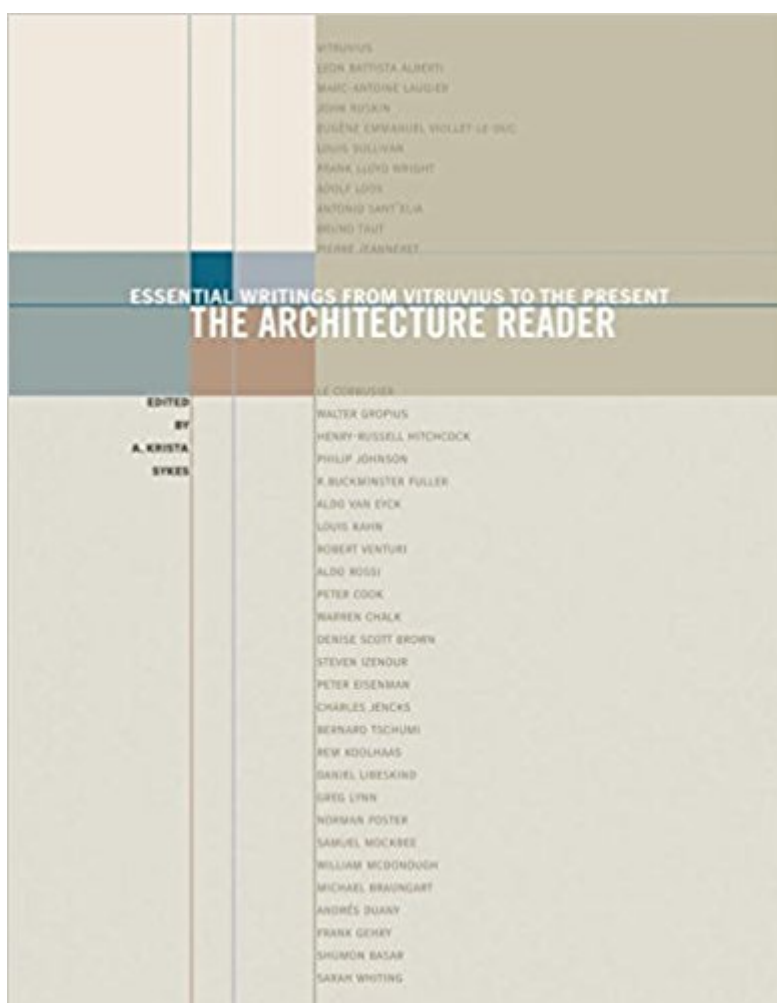 VITRUVIUS
LEON BATTISTA ALBERTI
MARC-ANTOINE LAUGIER
JOHN RUSKIN
EUGÈNE EMMANUEL VIOLLET-LE-DUC
LOUIS SULLIVAN
FRANK LLOYD WRIGHT
ADOLF LOOS
ANTONIO SANT'ELIA
BRUNO TAUT
PIERRE JEANNERET
ESSENTIAL WRITINGS FROM VITRUVIUS TO THE PRESENT
THE ARCHITECTURE READER
EDITED
BY
A. KRISTA
SYKES
LE CORBUSIER
WALTER GROPIUS
HENRY-RUSSELL HITCHCOCK
PHILIP JOHNSON
R.BUCKMINSTER FULLER
ALDO VAN EYCK
LOUIS KAHN
ROBERT VENTURI
ALDO ROSSI
PETER COOK
WARREN CHALK
DENISE SCOTT BROWN
STEVEN IZENOUR
PETER EISENMAN
CHARLES JENCKS
BERNARD TSCHUMI
REM KOOLHAAS
DANIEL LIBESKIND
GREG LYNN
NORMAN FOSTER
SAMUEL MOCKBEE
WILLIAM MCDONOUGH
MICHAEL BRAUNGART
ANDRÉS DUANY
FRANK GEHRY
SHUMON BASAR
SARAH WHITING